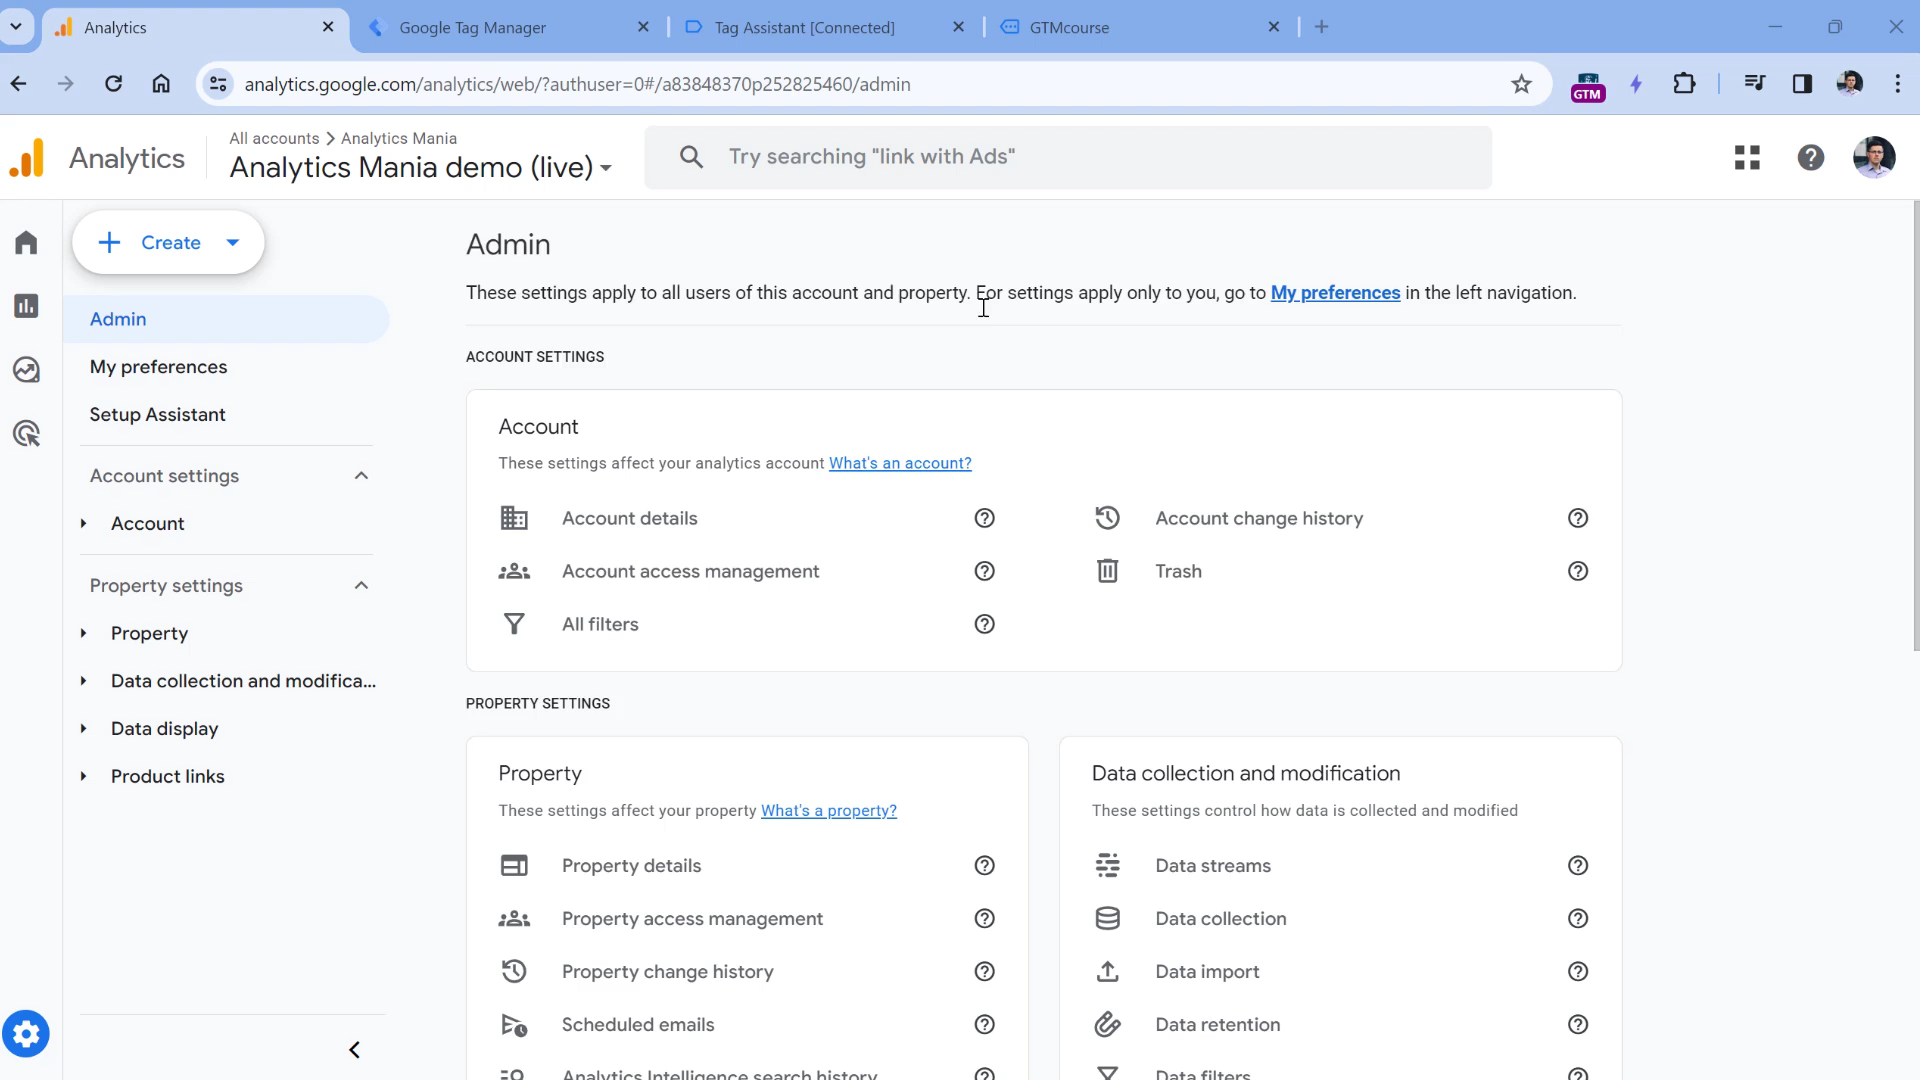 Analytics
Google Tag Manager
Tag Assistant [Connected]
GTMcourse
analytics.google.com/analytics/web/?authuser=0#/a83848370p252825460/admin
GTM
Analytics
All accounts > Analytics Mania
Analytics Mania demo (live)
Try searching "link with Ads"
Create
Admin
My preferences
Setup Assistant
Account settings
Account
Property settings
Property
Data collection and modifica...
Data display
Product links
Admin
These settings apply to all users of this account and property. For settings apply only to you, go to My preferences in the left navigation.
ACCOUNT SETTINGS
Account
These settings affect your analytics account What's an account?
Account details
Account change history
Account access management
Trash
All filters
PROPERTY SETTINGS
Property
These settings affect your property What's a property?
Property details
Property access management
Property change history
Scheduled emails
Analytics Intelligence search history
Data collection and modification
These settings control how data is collected and modified
Data streams
Data collection
Data import
Data retention
Data filters